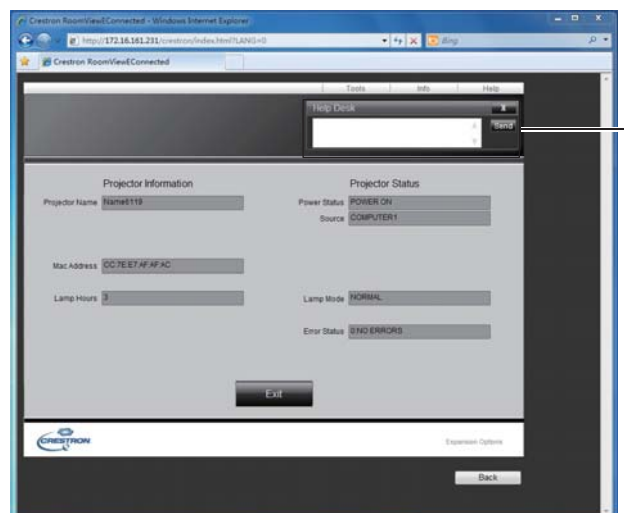 Crestron RoomViewEConnected - Windows Internet Explorer
http://172.16.161.231/crestron/index.html?LANG=0
Bing
Crestron RoomViewEConnected
Tools Info Help
Help Desk X
Send
Projector Information Projector Status
Projector Name Name6119 Power Status POWER ON
Source COMPUTER1
Mac Address CC:7E:E7:AF:AF:AC
Lamp Hours 3 Lamp Mode NORMAL
Error Status 0:NO ERRORS
Exit
CRESTRON Expansion Options
Back